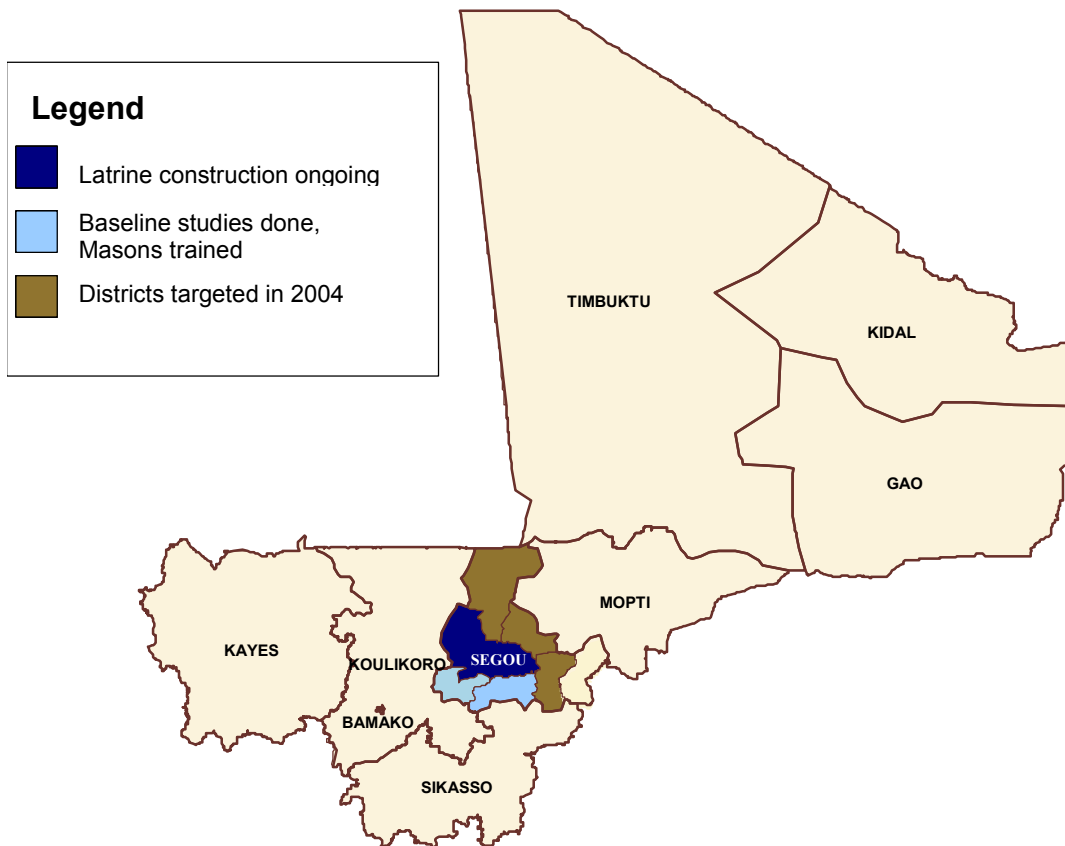 Legend
Latrine construction ongoing
Baseline studies done,
Masons trained
Districts targeted in 2004
TIMBUKTU
KIDAL
GAO
MOPTI
KAYES
KOULIKORO
SEGOU
BAMAKO
SIKASSO